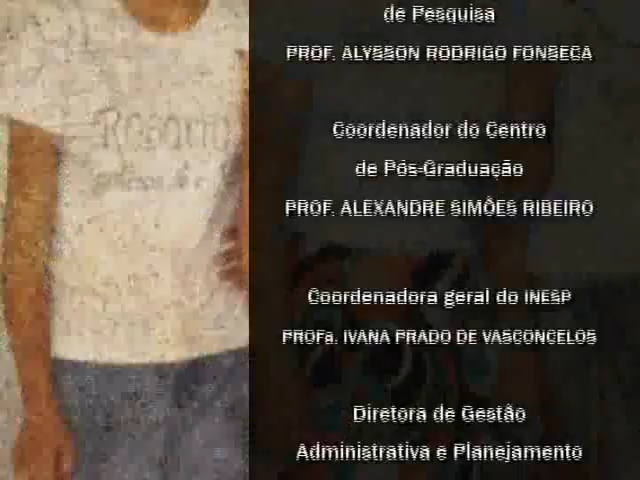 de Pesquisa
PROF. ALYSSON RODRIGO FONSECA
Coordenador do Centro
de Pós-Graduação
PROF. ALEXANDRE SIMÕES RIBEIRO
Coordenadora geral do INESP
PROFa. IVANA PRADO DE VASCONCELOS
Diretora de Gestão
Administrativa e Planejamento